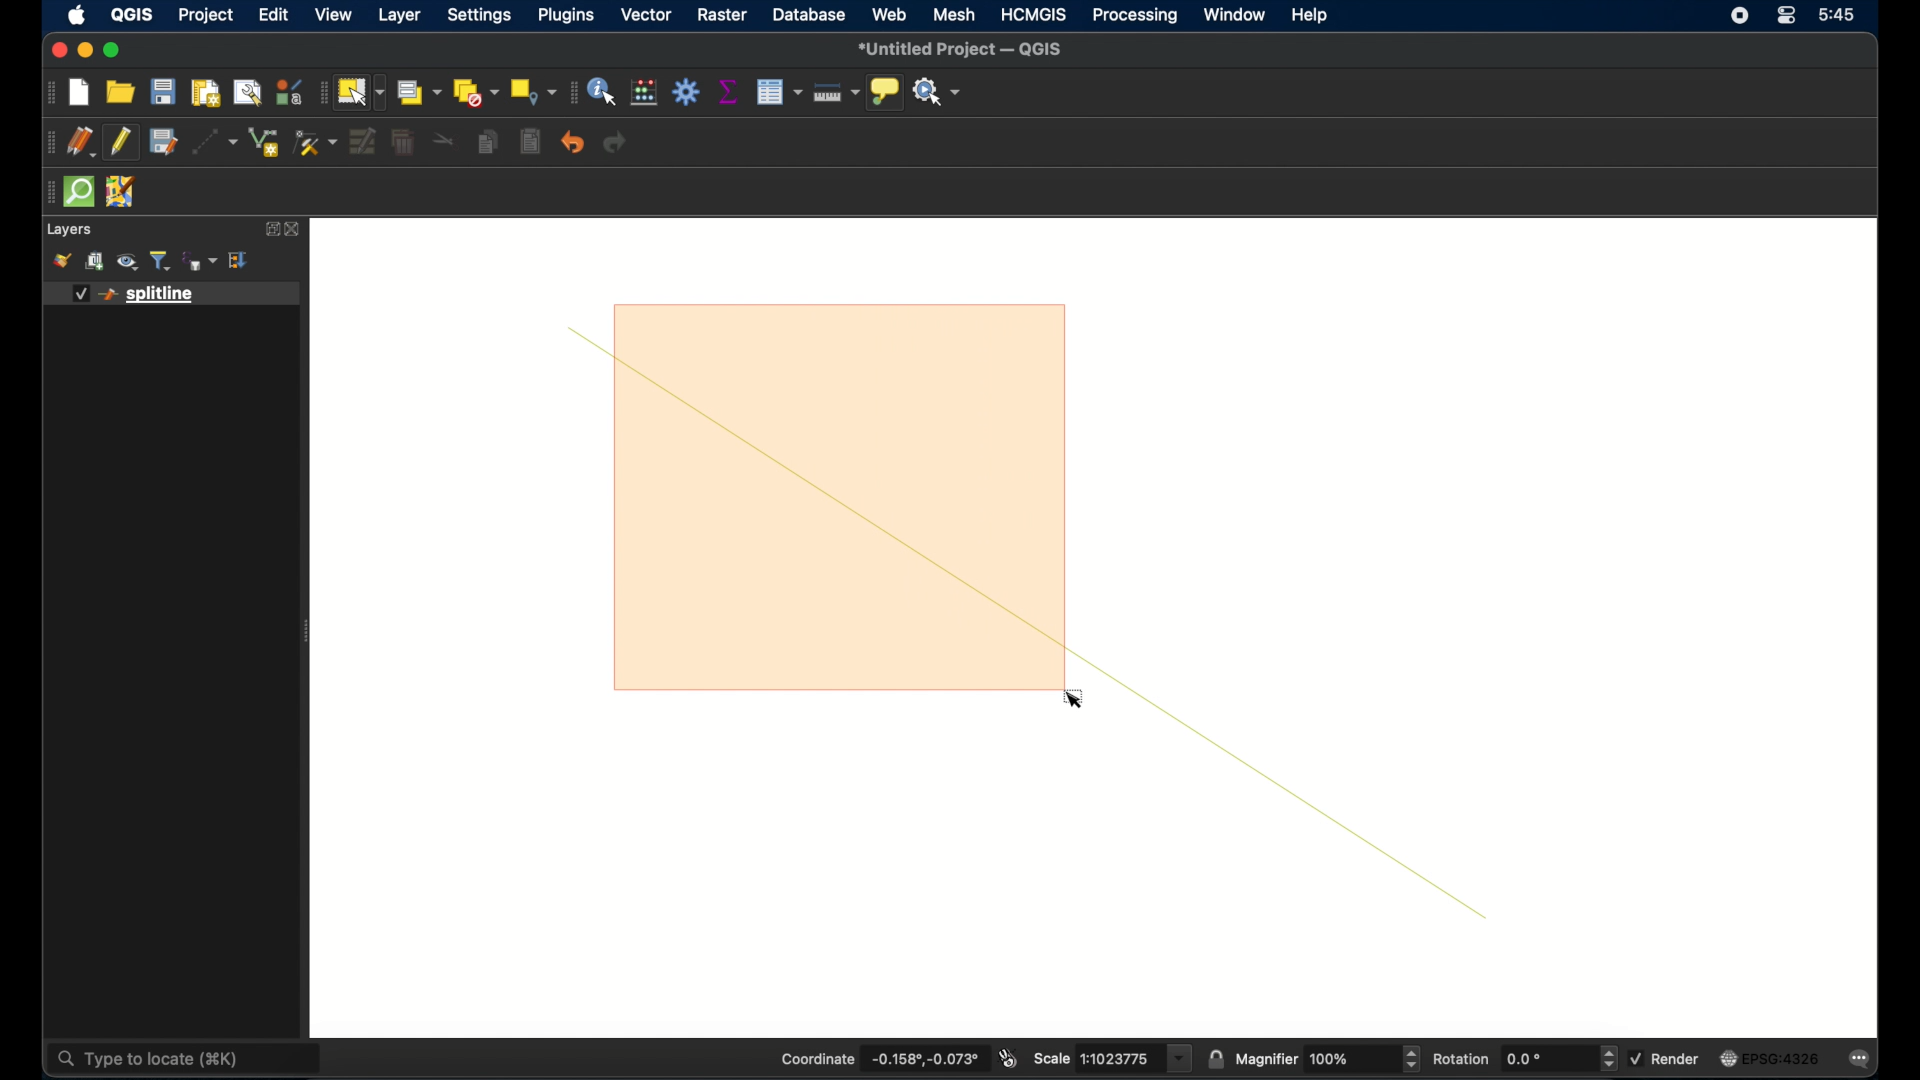 QGIS Project Edit View Layer Settings Plugins Vector Raster Database Web Mesh HCMGIS Processing Window Help 5:45
*Untitled Project — QGIS
Layers
splitline
Type to locate (⌘K) Coordinate -0.158°,-0.073° Scale 1:1023775 Magnifier 100% Rotation 0.0 ° Render EPSG:4326